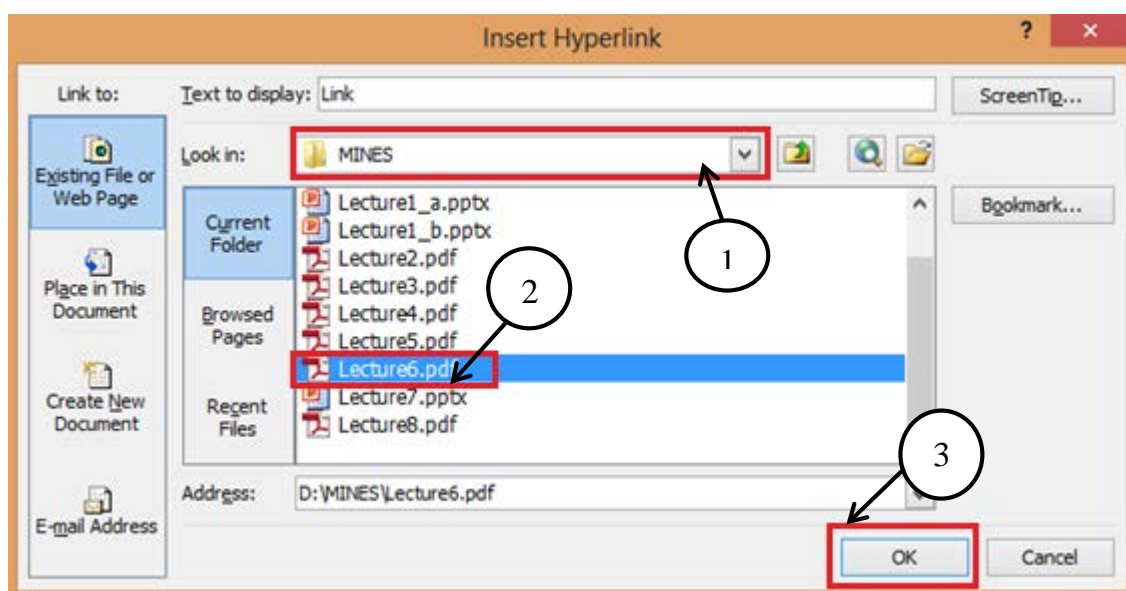 Insert Hyperlink
?
×
Link to:
Text to display: Link
ScreenTip...
Existing File or
Web Page
Look in:
MINES
Bookmark...
Current
Folder
Lecture1_a.pptx
Lecture1_b.pptx
Lecture2.pdf
Lecture3.pdf
Lecture4.pdf
Lecture5.pdf
Lecture6.pdf
Lecture7.pptx
Lecture8.pdf
1
2
Place in This
Document
Browsed
Pages
Create New
Document
Recent
Files
3
E-mail Address
Address: D:\MINES\Lecture6.pdf
OK
Cancel